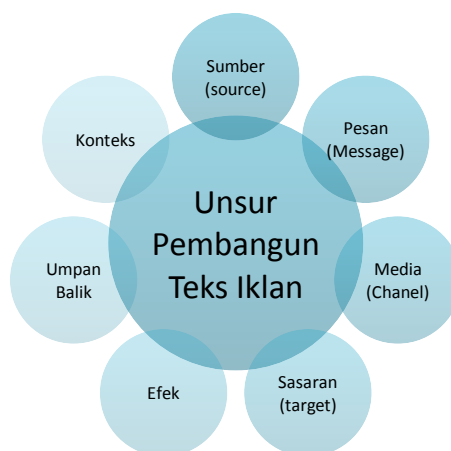 Unsur
Pembangun
Teks Iklan
Sumber
(source)
Pesan
(Message)
Media
(Chanel)
Sasaran
(target)
Efek
Umpan
Balik
Konteks